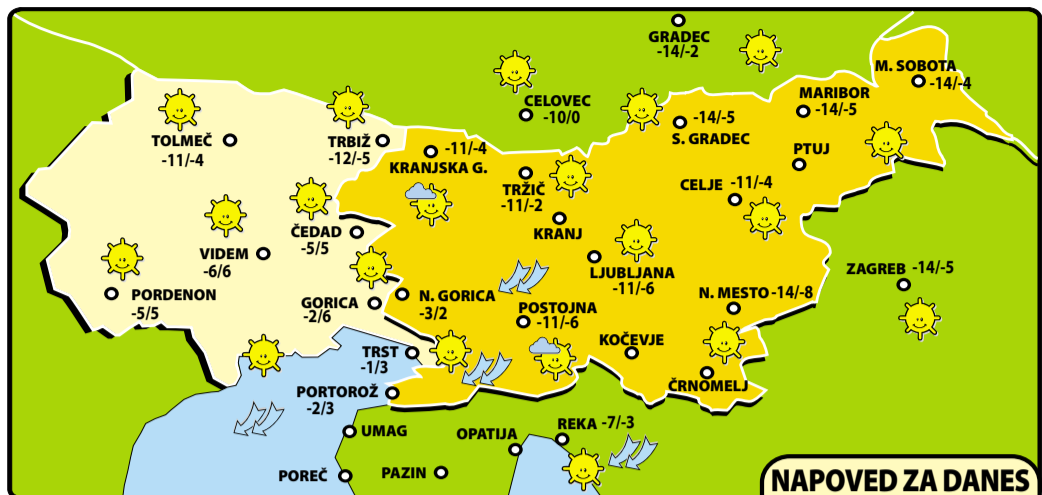 GRADEC
-14/-2
M. SOBOTA
-14/-4
CELOVEC
-10/0
MARIBOR
-14/-5
-14/-5
S. GRADEC
TOLMEČ
-11/-4
TRBIŽ
-12/-5
-11/-4
KRANJSKA G.
PTUJ
TRŽIČ
-11/-2
CELJE -11/-4
KRANJ
ČEDAD
-5/5
VIDEM
-6/6
LJUBLJANA
-11/-6
ZAGREB -14/-5
PORDENON
-5/5
GORICA
-2/6
N. GORICA
-3/2
POSTOJNA
-11/-6
N. MESTO -14/-8
TRST
-1/3
KOČEVJE
PORTOROŽ
-2/3
ČRNOMELJ
UMAG
OPATIJA
REKA -7/-3
POREČ
PAZIN
NAPOVED ZA DANES